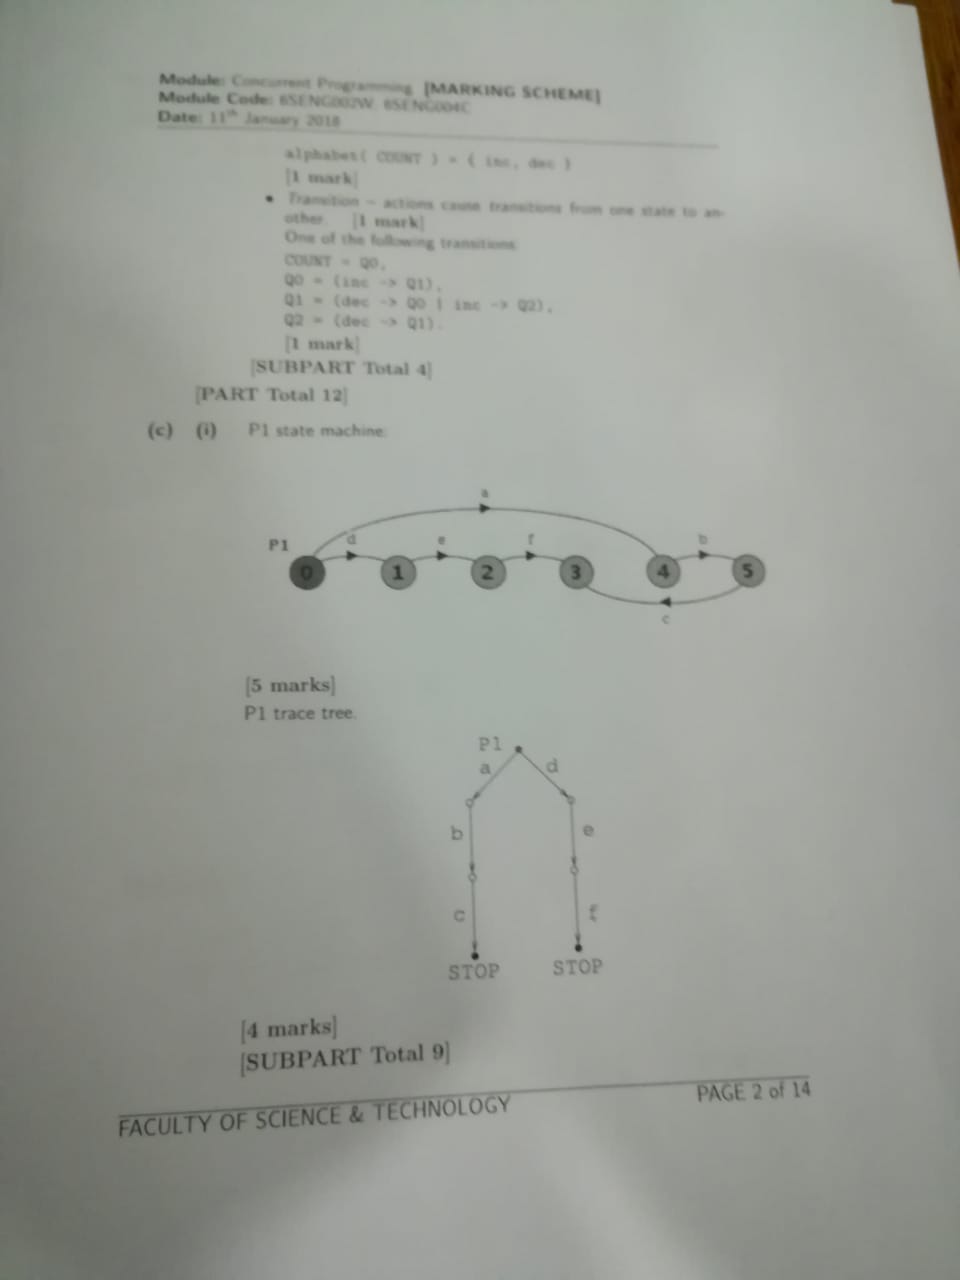 Module: Concurrent Programming [MARKING SCHEME]
Module Code: 6SENG002W, 6SENG004C
Date: 11th January 2018
alphabet( COUNT ) = { inc, dec }
[1 mark]
• Transition – actions cause transitions from one state to an-
other. [1 mark]
One of the following transitions
COUNT = Q0,
Q0 = (inc -> Q1),
Q1 = (dec -> Q0 | inc -> Q2),
Q2 = (dec -> Q1).
[1 mark]
[SUBPART Total 4]
[PART Total 12]
(c) (i) P1 state machine:
a
P1 d e f b
0 1 2 3 4 5
c
[5 marks]
P1 trace tree.
P1
a d
b e
c f
STOP STOP
[4 marks]
[SUBPART Total 9]
FACULTY OF SCIENCE & TECHNOLOGY PAGE 2 of 14